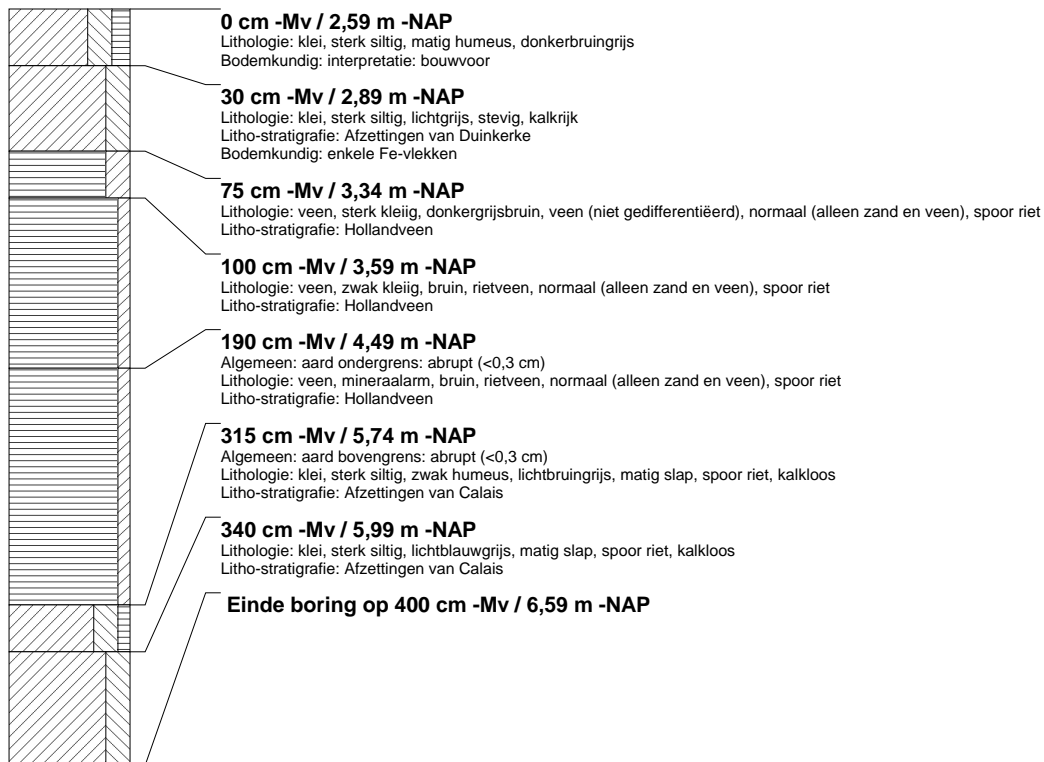 0 cm -Mv / 2,59 m -NAP
Lithologie: klei, sterk siltig, matig humeus, donkerbruingrijs
Bodemkundig: interpretatie: bouwvoor
30 cm -Mv / 2,89 m -NAP
Lithologie: klei, sterk siltig, lichtgrijs, stevig, kalkrijk
Litho-stratigrafie: Afzettingen van Duinkerke
Bodemkundig: enkele Fe-vlekken
75 cm -Mv / 3,34 m -NAP
Lithologie: veen, sterk kleiig, donkergrijsbruin, veen (niet gedifferentiëerd), normaal (alleen zand en veen), spoor riet
Litho-stratigrafie: Hollandveen
100 cm -Mv / 3,59 m -NAP
Lithologie: veen, zwak kleiig, bruin, rietveen, normaal (alleen zand en veen), spoor riet
Litho-stratigrafie: Hollandveen
190 cm -Mv / 4,49 m -NAP
Algemeen: aard ondergrens: abrupt (<0,3 cm)
Lithologie: veen, mineraalarm, bruin, rietveen, normaal (alleen zand en veen), spoor riet
Litho-stratigrafie: Hollandveen
315 cm -Mv / 5,74 m -NAP
Algemeen: aard bovengrens: abrupt (<0,3 cm)
Lithologie: klei, sterk siltig, zwak humeus, lichtbruingrijs, matig slap, spoor riet, kalkloos
Litho-stratigrafie: Afzettingen van Calais
340 cm -Mv / 5,99 m -NAP
Lithologie: klei, sterk siltig, lichtblauwgrijs, matig slap, spoor riet, kalkloos
Litho-stratigrafie: Afzettingen van Calais
Einde boring op 400 cm -Mv / 6,59 m -NAP